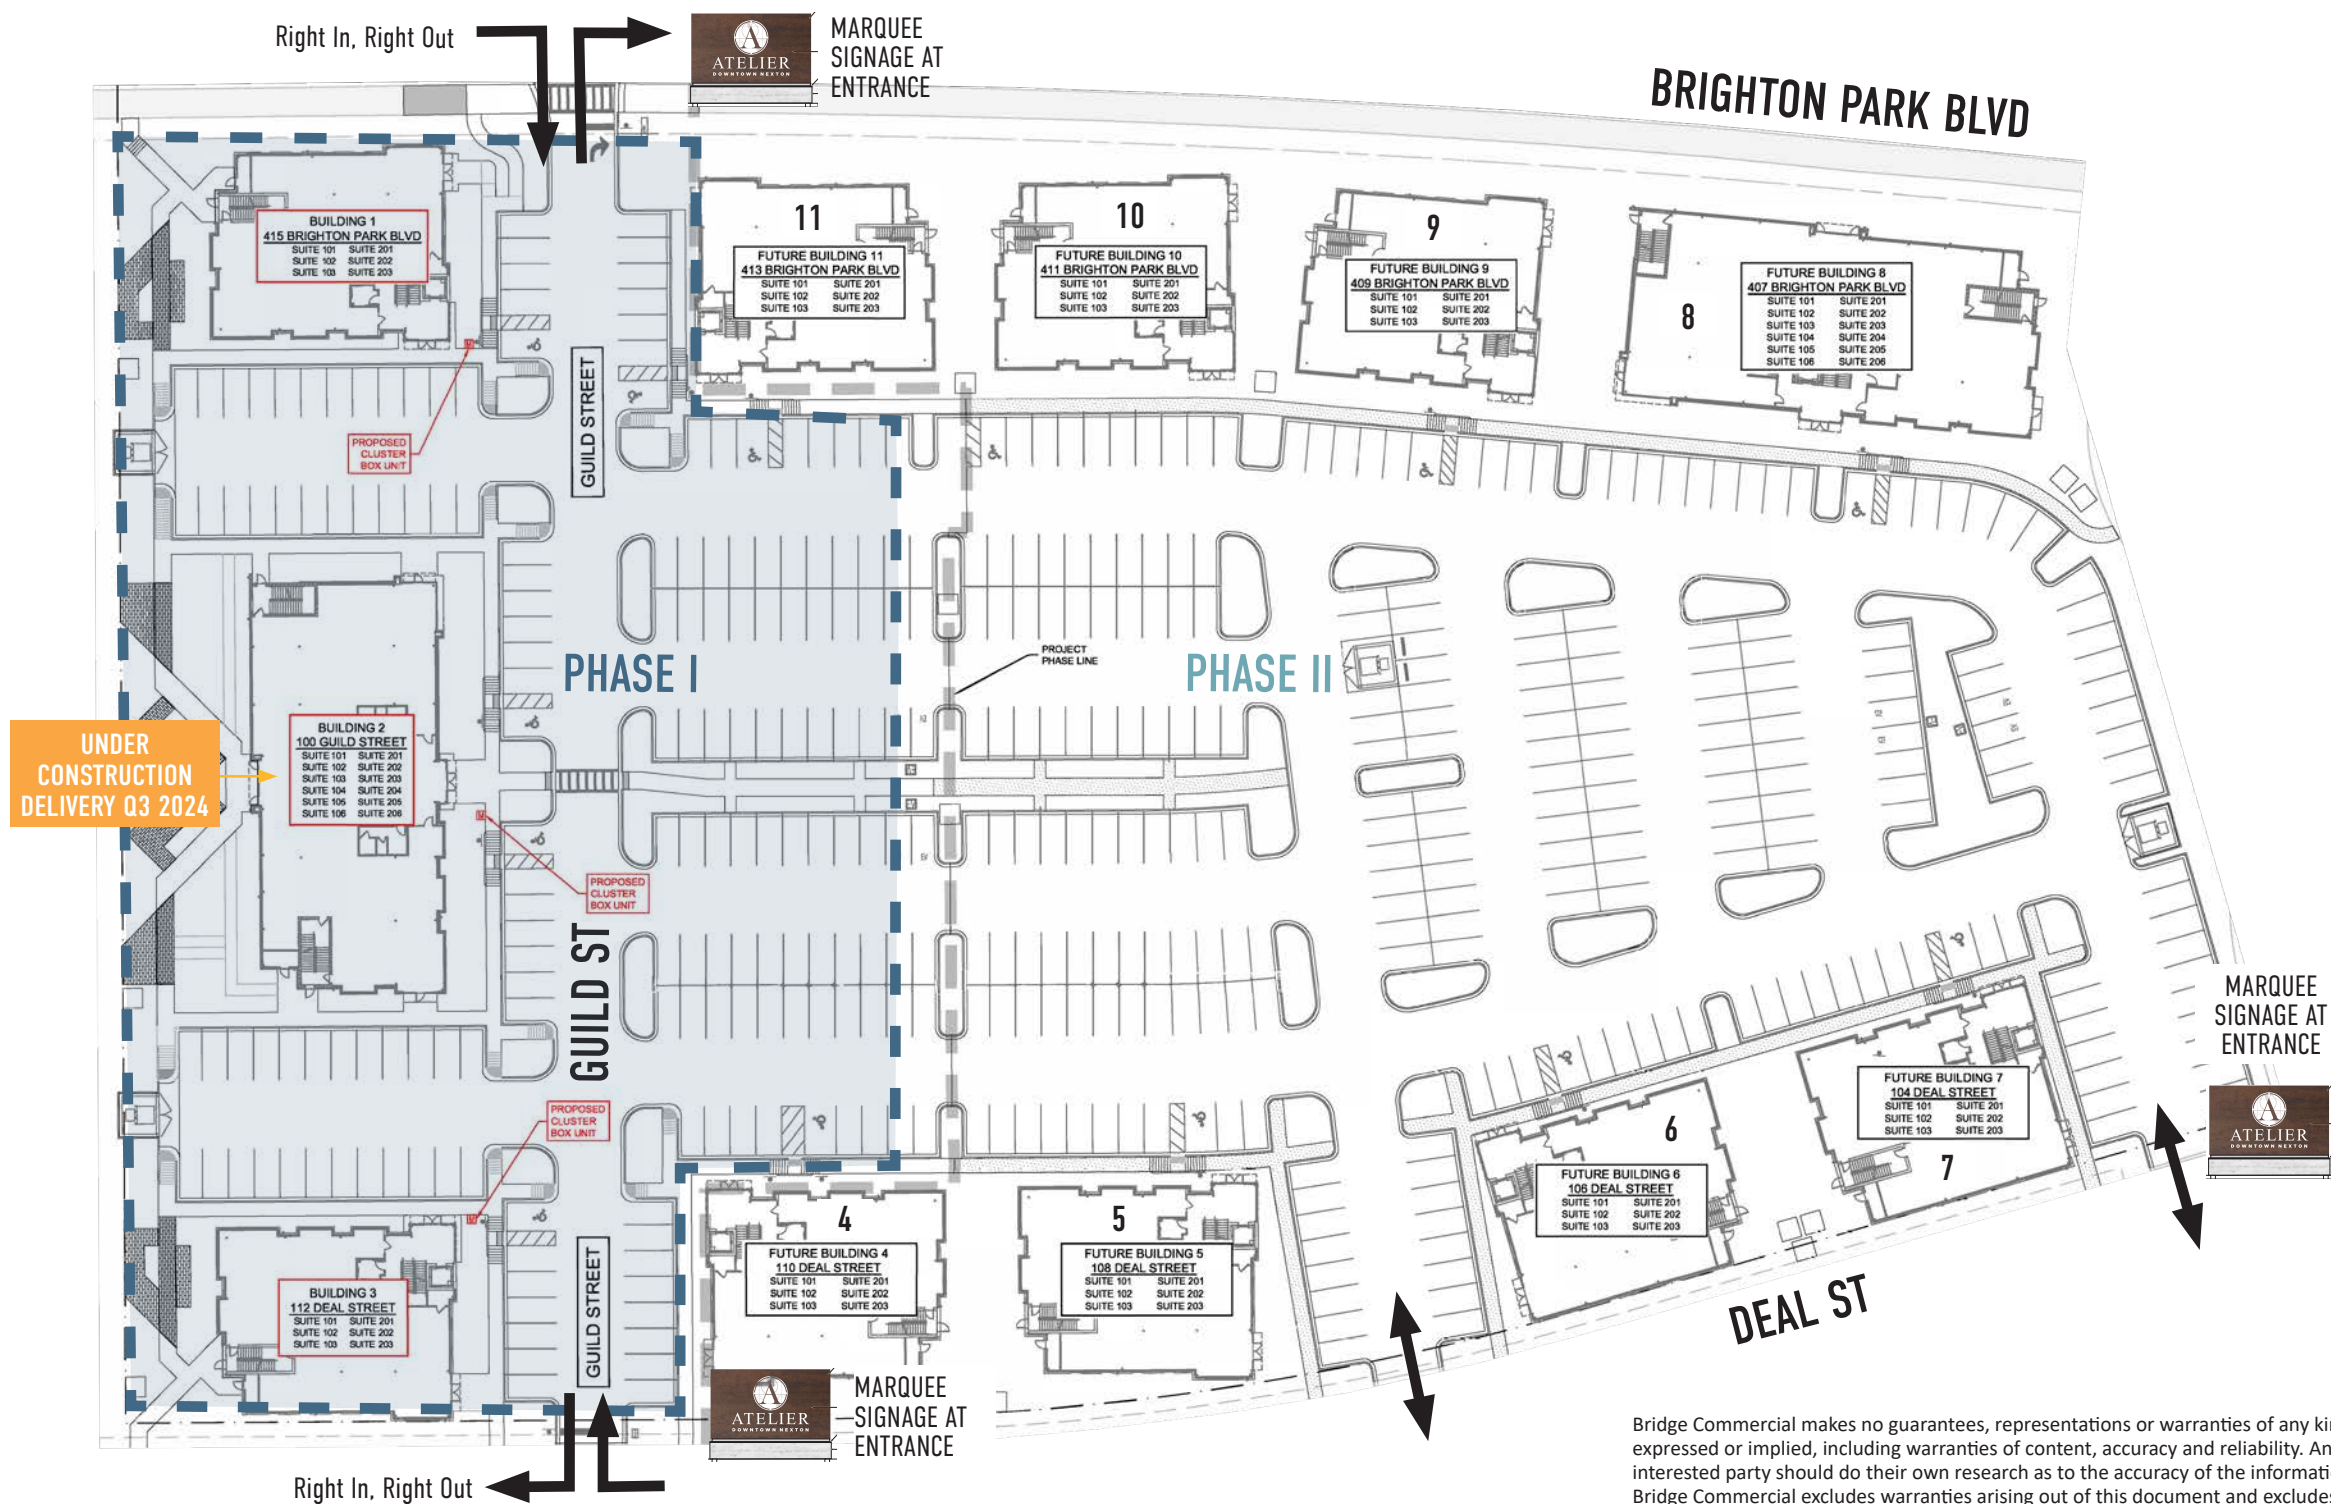 Right In, Right Out
A
ATELIER
DOWNTOWN NEXTON
MARQUEE
SIGNAGE AT
ENTRANCE
BRIGHTON PARK BLVD
BUILDING 1
415 BRIGHTON PARK BLVD
SUITE 101 SUITE 201
SUITE 102 SUITE 202
SUITE 103 SUITE 203
11
FUTURE BUILDING 11
413 BRIGHTON PARK BLVD
SUITE 101 SUITE 201
SUITE 102 SUITE 202
SUITE 103 SUITE 203
10
FUTURE BUILDING 10
411 BRIGHTON PARK BLVD
SUITE 101 SUITE 201
SUITE 102 SUITE 202
SUITE 103 SUITE 203
9
FUTURE BUILDING 9
409 BRIGHTON PARK BLVD
SUITE 101 SUITE 201
SUITE 102 SUITE 202
SUITE 103 SUITE 203
8
FUTURE BUILDING 8
407 BRIGHTON PARK BLVD
SUITE 101 SUITE 201
SUITE 102 SUITE 202
SUITE 103 SUITE 203
SUITE 104 SUITE 204
SUITE 105 SUITE 205
SUITE 106 SUITE 206
GUILD STREET
PROPOSED
CLUSTER
BOX UNIT
PROJECT
PHASE LINE
PHASE I
PHASE II
UNDER
CONSTRUCTION
DELIVERY Q3 2024
BUILDING 2
100 GUILD STREET
SUITE 101 SUITE 201
SUITE 102 SUITE 202
SUITE 103 SUITE 203
SUITE 104 SUITE 204
SUITE 105 SUITE 205
SUITE 106 SUITE 206
PROPOSED
CLUSTER
BOX UNIT
GUILD ST
MARQUEE
SIGNAGE AT
ENTRANCE
A
ATELIER
DOWNTOWN NEXTON
PROPOSED
CLUSTER
BOX UNIT
FUTURE BUILDING 7
104 DEAL STREET
SUITE 101 SUITE 201
SUITE 102 SUITE 202
SUITE 103 SUITE 203
7
6
FUTURE BUILDING 6
106 DEAL STREET
SUITE 101 SUITE 201
SUITE 102 SUITE 202
SUITE 103 SUITE 203
4
FUTURE BUILDING 4
110 DEAL STREET
SUITE 101 SUITE 201
SUITE 102 SUITE 202
SUITE 103 SUITE 203
5
FUTURE BUILDING 5
108 DEAL STREET
SUITE 101 SUITE 201
SUITE 102 SUITE 202
SUITE 103 SUITE 203
BUILDING 3
112 DEAL STREET
SUITE 101 SUITE 201
SUITE 102 SUITE 202
SUITE 103 SUITE 203
GUILD STREET
DEAL ST
A
ATELIER
DOWNTOWN NEXTON
MARQUEE
SIGNAGE AT
ENTRANCE
Right In, Right Out
Bridge Commercial makes no guarantees, representations or warranties of any
expressed or implied, including warranties of content, accuracy and reliability.
interested party should do their own research as to the accuracy of the
Bridge Commercial excludes warranties arising out of this document and